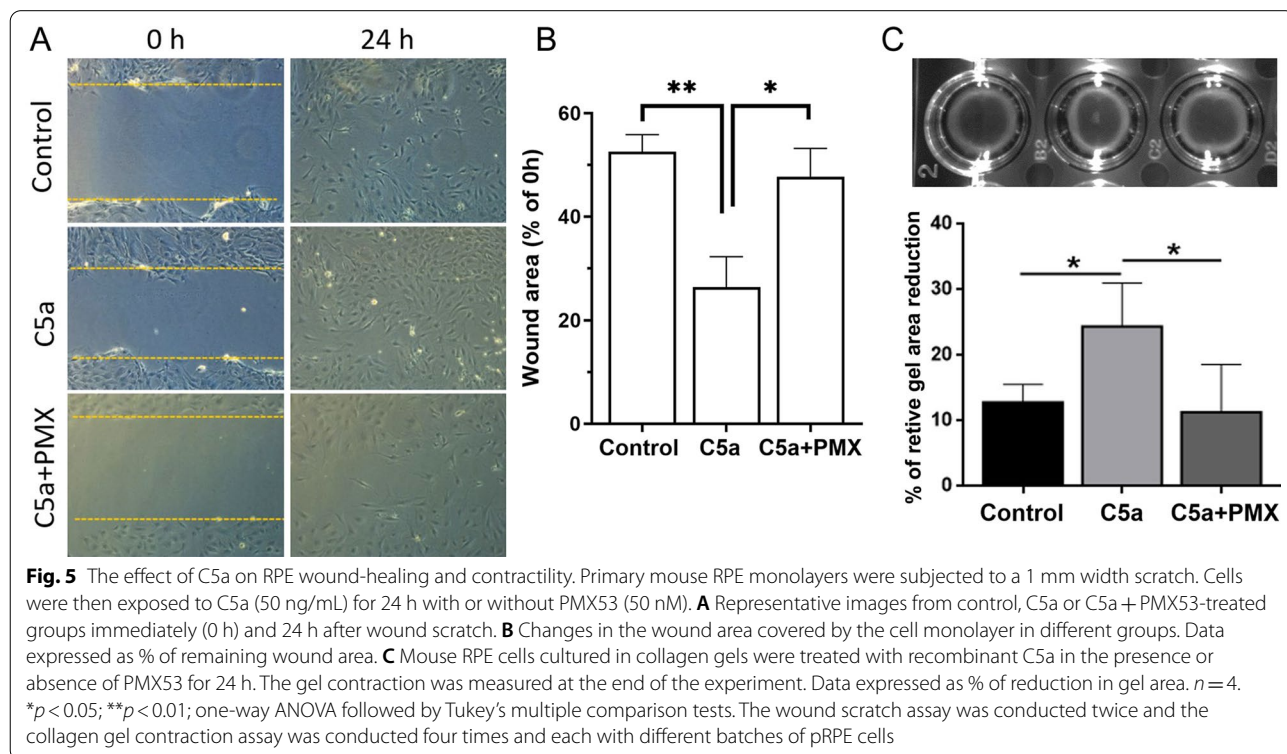 A
0 h 24 h
Control
C5a
C5a+PMX
B
Wound area (% of 0h)
60
40
20
0
** *
Control C5a C5a+PMX
C
2 B2 C2 D2
% of retive gel area reduction
40
30
20
10
0
* *
Control C5a C5a+PMX
Fig. 5 The effect of C5a on RPE wound-healing and contractility. Primary mouse RPE monolayers were subjected to a 1 mm width scratch. Cells
were then exposed to C5a (50 ng/mL) for 24 h with or without PMX53 (50 nM). A Representative images from control, C5a or C5a + PMX53-treated
groups immediately (0 h) and 24 h after wound scratch. B Changes in the wound area covered by the cell monolayer in different groups. Data
expressed as % of remaining wound area. C Mouse RPE cells cultured in collagen gels were treated with recombinant C5a in the presence or
absence of PMX53 for 24 h. The gel contraction was measured at the end of the experiment. Data expressed as % of reduction in gel area. n = 4.
*p < 0.05; **p < 0.01; one-way ANOVA followed by Tukey's multiple comparison tests. The wound scratch assay was conducted twice and the
collagen gel contraction assay was conducted four times and each with different batches of pRPE cells